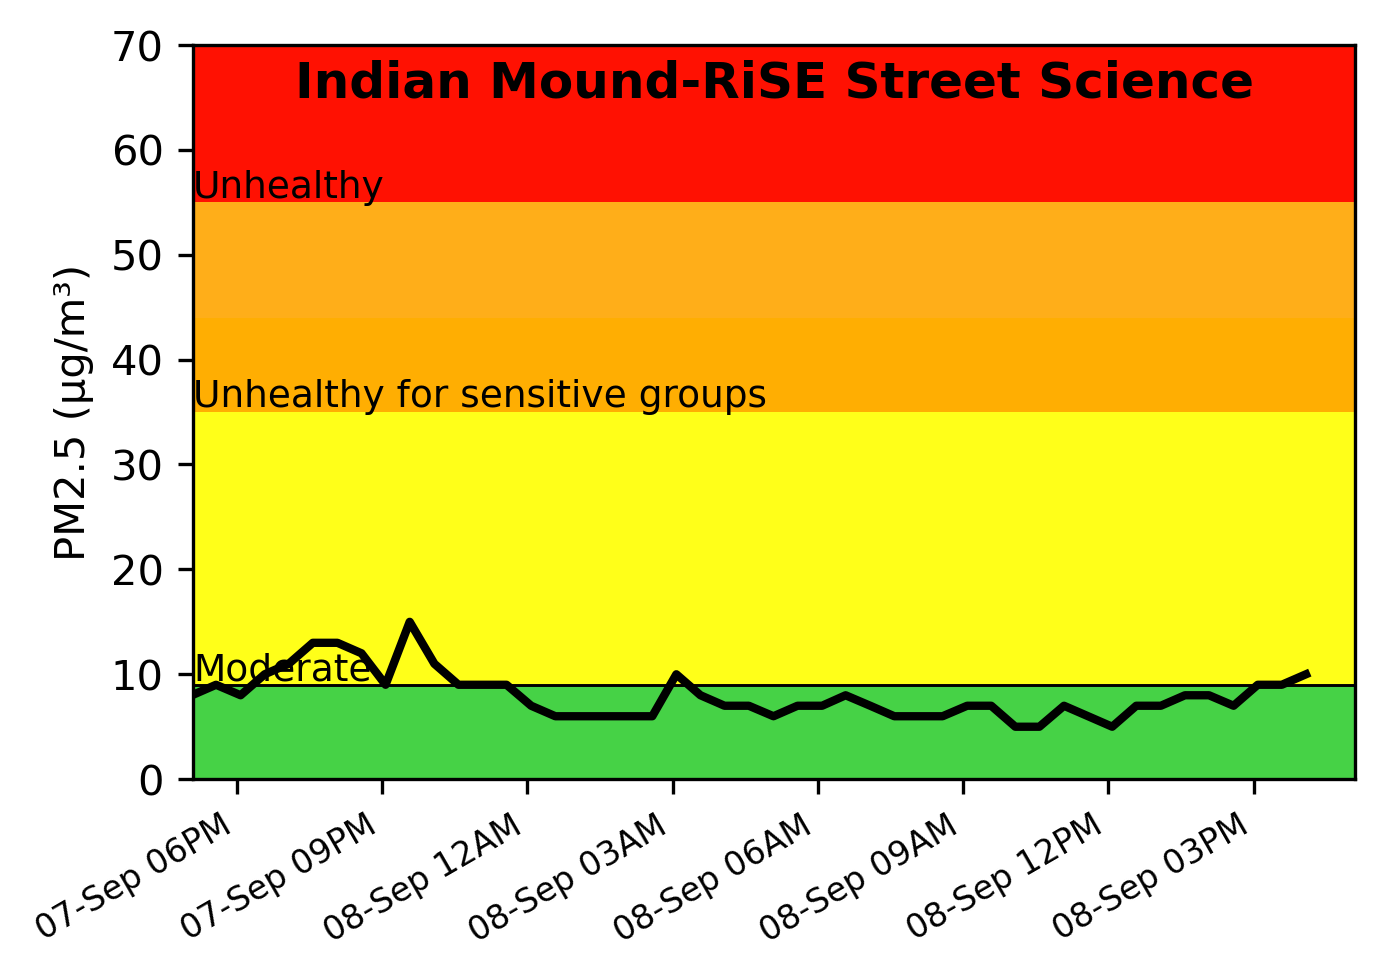 Indian Mound-RiSE Street Science
70
60
Unhealthy
50
40
Unhealthy for sensitive groups
30
20
Moderate
10
0
PM2.5 (µg/m³)
07-Sep 06PM
07-Sep 09PM
08-Sep 12AM
08-Sep 03AM
08-Sep 06AM
08-Sep 09AM
08-Sep 12PM
08-Sep 03PM